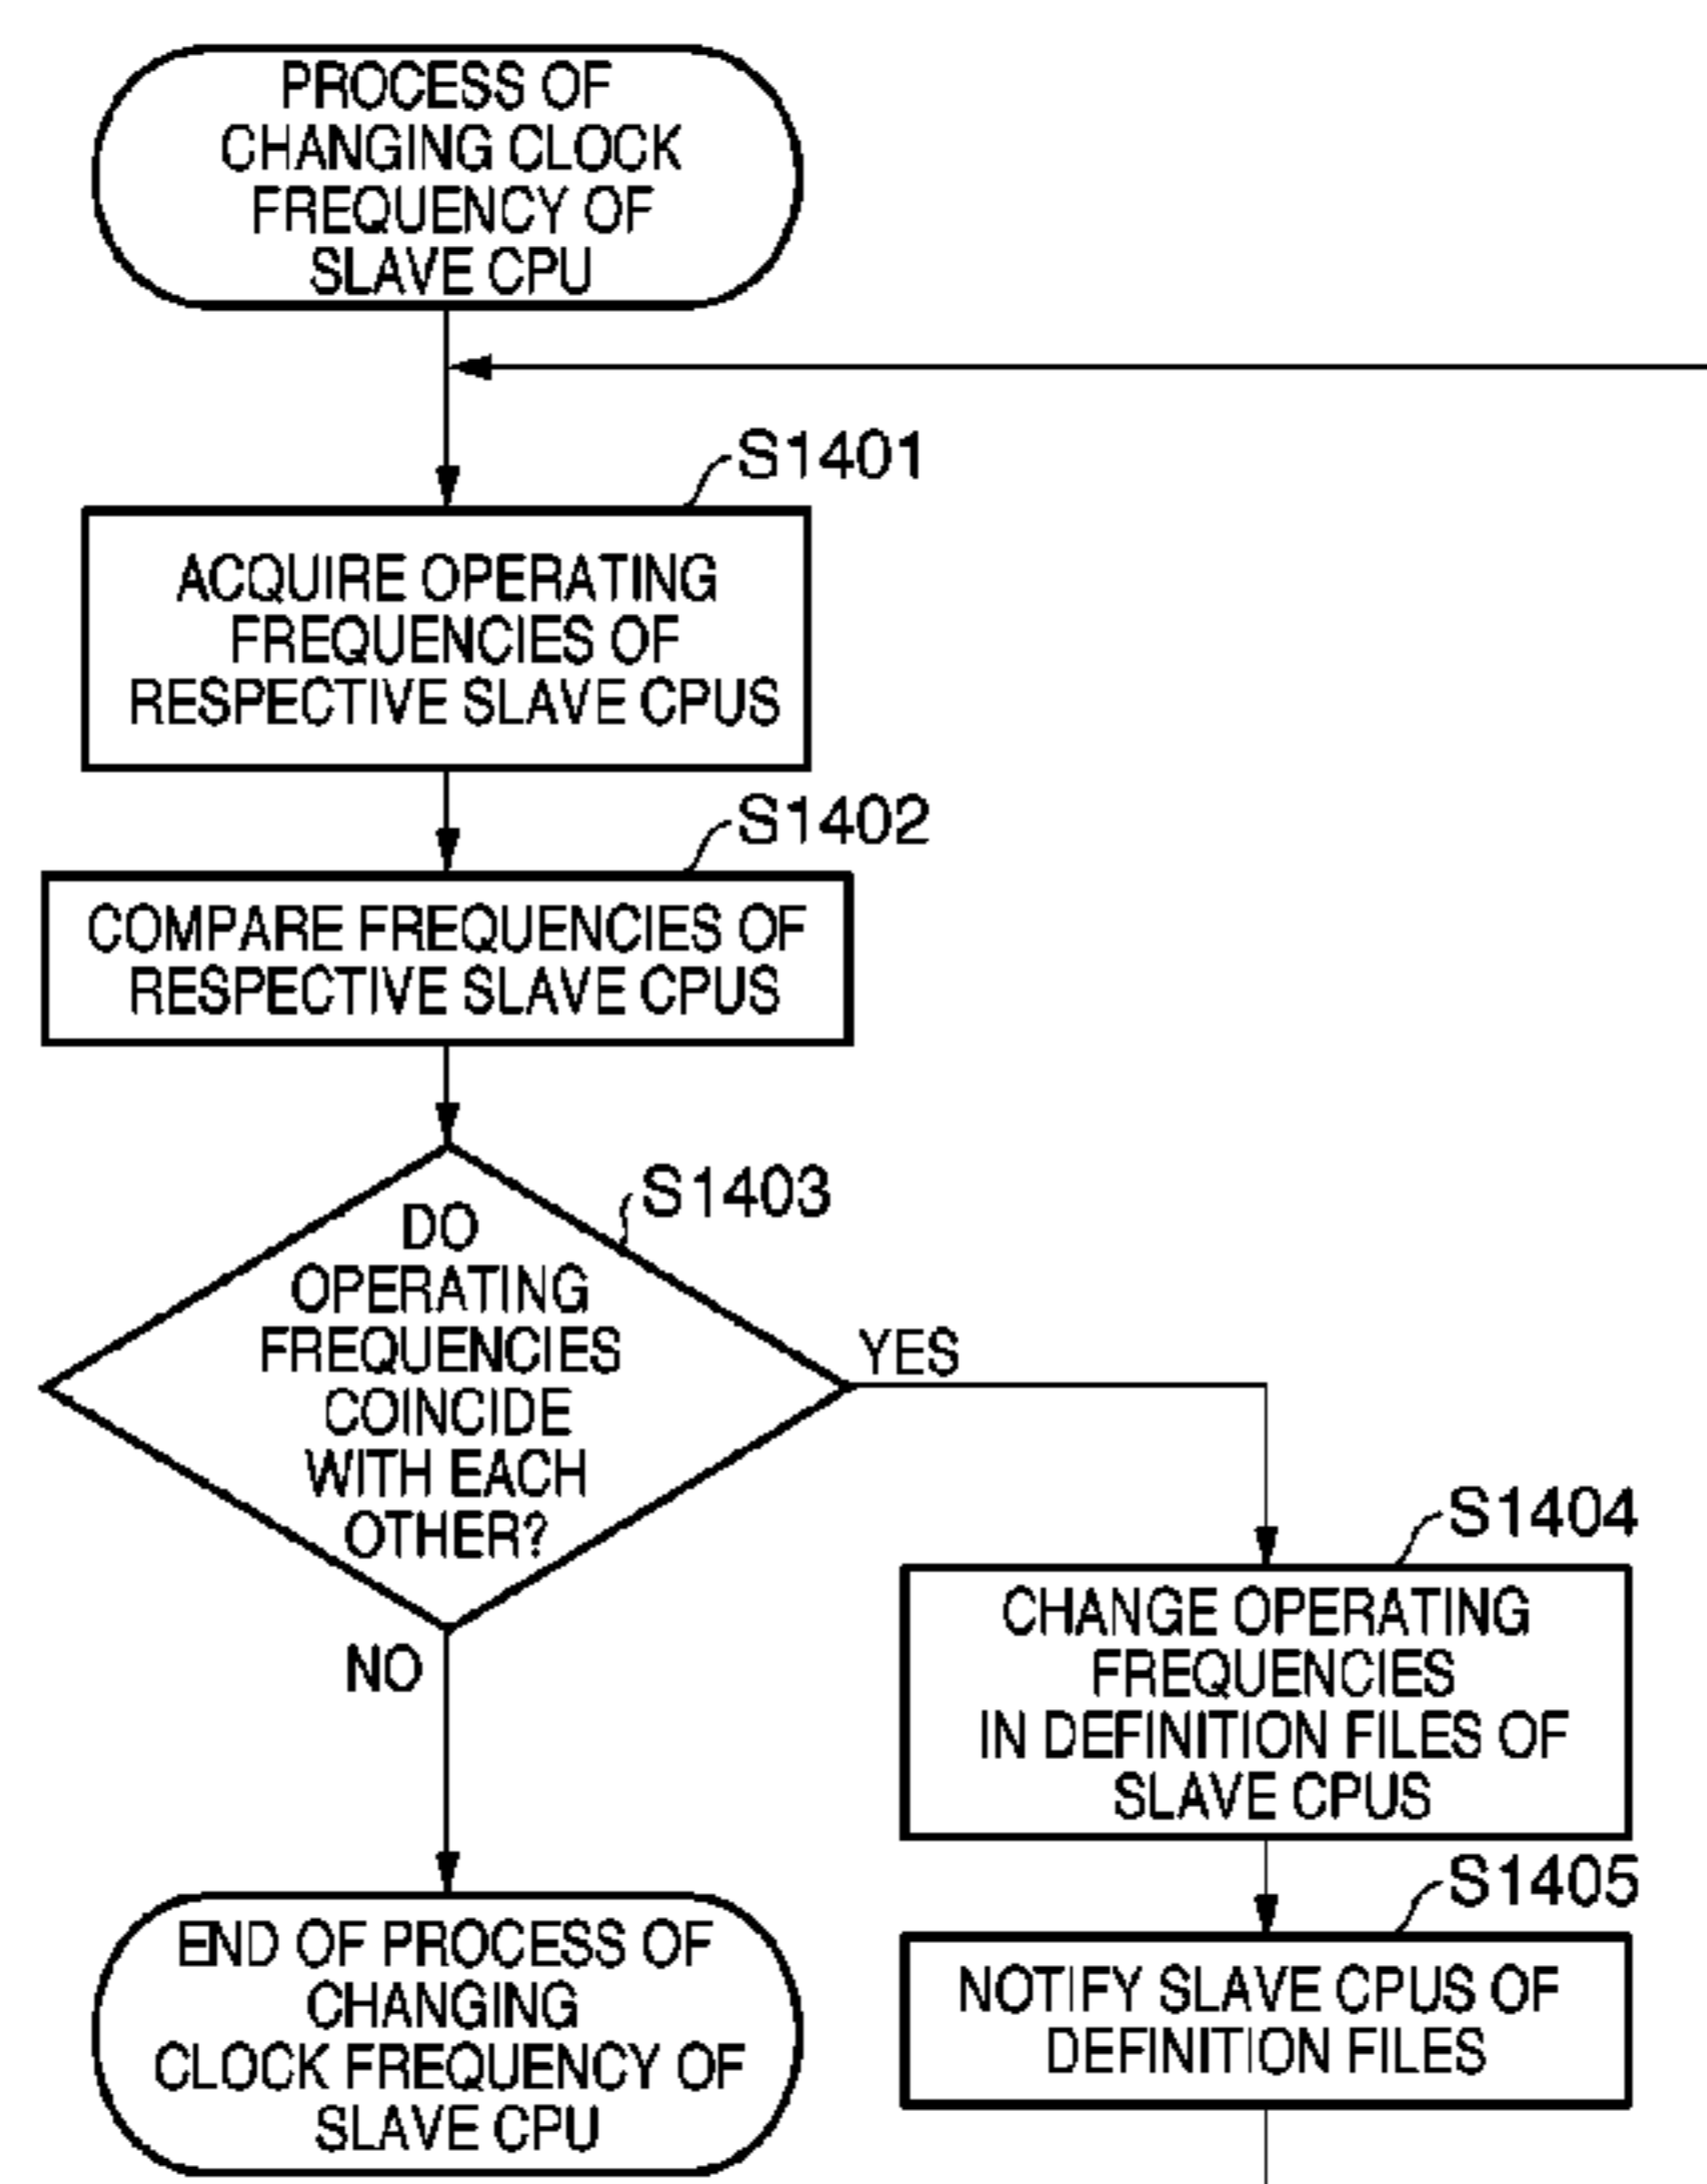 PROCESS OF
CHANGING CLOCK
FREQUENCY OF
SLAVE CPU
S1401
ACQUIRE OPERATING
FREQUENCIES OF
RESPECTIVE SLAVE CPUS
S1402
COMPARE FREQUENCIES OF
RESPECTIVE SLAVE CPUS
S1403
DO
OPERATING
FREQUENCIES
COINCIDE
WITH EACH
OTHER?
YES
NO
S1404
CHANGE OPERATING
FREQUENCIES
IN DEFINITION FILES OF
SLAVE CPUS
S1405
NOTIFY SLAVE CPUS OF
DEFINITION FILES
END OF PROCESS OF
CHANGING
CLOCK FREQUENCY OF
SLAVE CPU